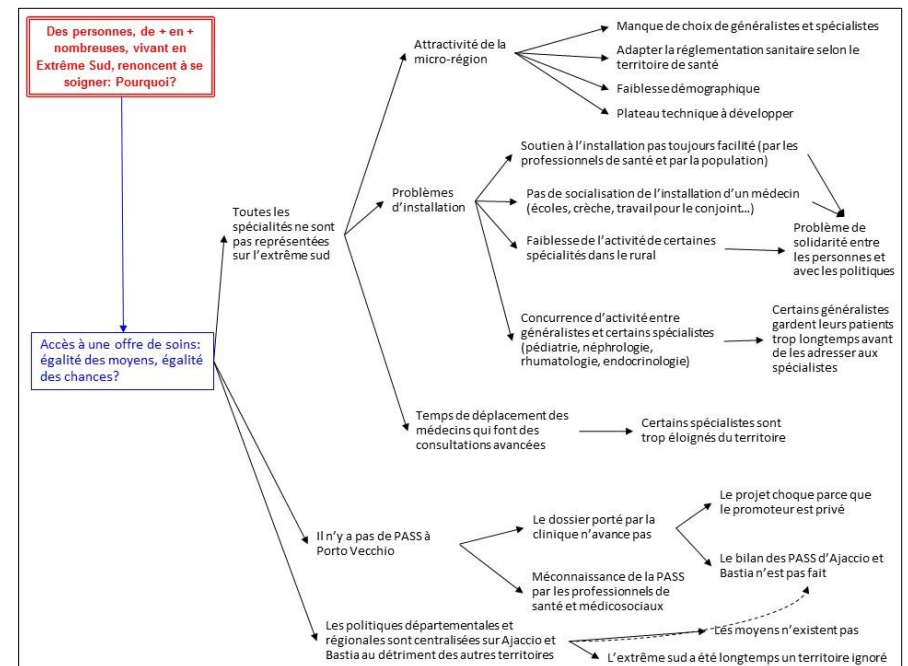 Des personnes, de + en +
nombreuses, vivant en
Extrême Sud, renoncent à se
soigner: Pourquoi?
Accès à une offre de soins:
égalité des moyens, égalité
des chances?
Toutes les
spécialités ne sont
pas représentées
sur l'extrême sud
Attractivité de la
micro-région
Manque de choix de généralistes et spécialistes
Adapter la réglementation sanitaire selon le
territoire de santé
Faiblesse démographique
Plateau technique à développer
Problèmes
d'installation
Soutien à l'installation pas toujours facilité (par les
professionnels de santé et par la population)
Pas de socialisation de l'installation d'un médecin
(écoles, crèche, travail pour le conjoint...)
Faiblesse de l'activité de certaines
spécialités dans le rural
Problème de
solidarité entre
les personnes et
avec les politiques
Concurrence d'activité entre
généralistes et certains spécialistes
(pédiatrie, néphrologie,
rhumatologie, endocrinologie)
Certains généralistes
gardent leurs patients
trop longtemps avant
de les adresser aux
spécialistes
Temps de déplacement des
médecins qui font des
consultations avancées
Certains spécialistes sont
trop éloignés du territoire
Il n'y a pas de PASS à
Porto Vecchio
Le dossier porté par la
clinique n'avance pas
Le projet choque parce que
le promoteur est privé
Le bilan des PASS d'Ajaccio et
Bastia n'est pas fait
Méconnaissance de la PASS
par les professionnels de
santé et médicosociaux
Les politiques départementales et
régionales sont centralisées sur Ajaccio et
Bastia au détriment des autres territoires
Les moyens n'existent pas
L'extrême sud a été longtemps un territoire ignoré